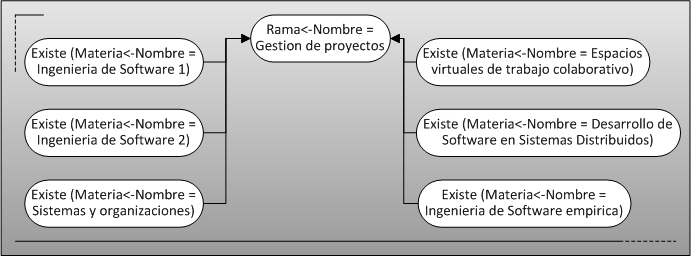 Rama<-Nombre =
Gestion de proyectos
Existe (Materia<-Nombre =
Ingenieria de Software 1)
Existe (Materia<-Nombre =
Ingenieria de Software 2)
Existe (Materia<-Nombre =
Sistemas y organizaciones)
Existe (Materia<-Nombre = Espacios
virtuales de trabajo colaborativo)
Existe (Materia<-Nombre = Desarrollo de
Software en Sistemas Distribuidos)
Existe (Materia<-Nombre =
Ingenieria de Software empirica)